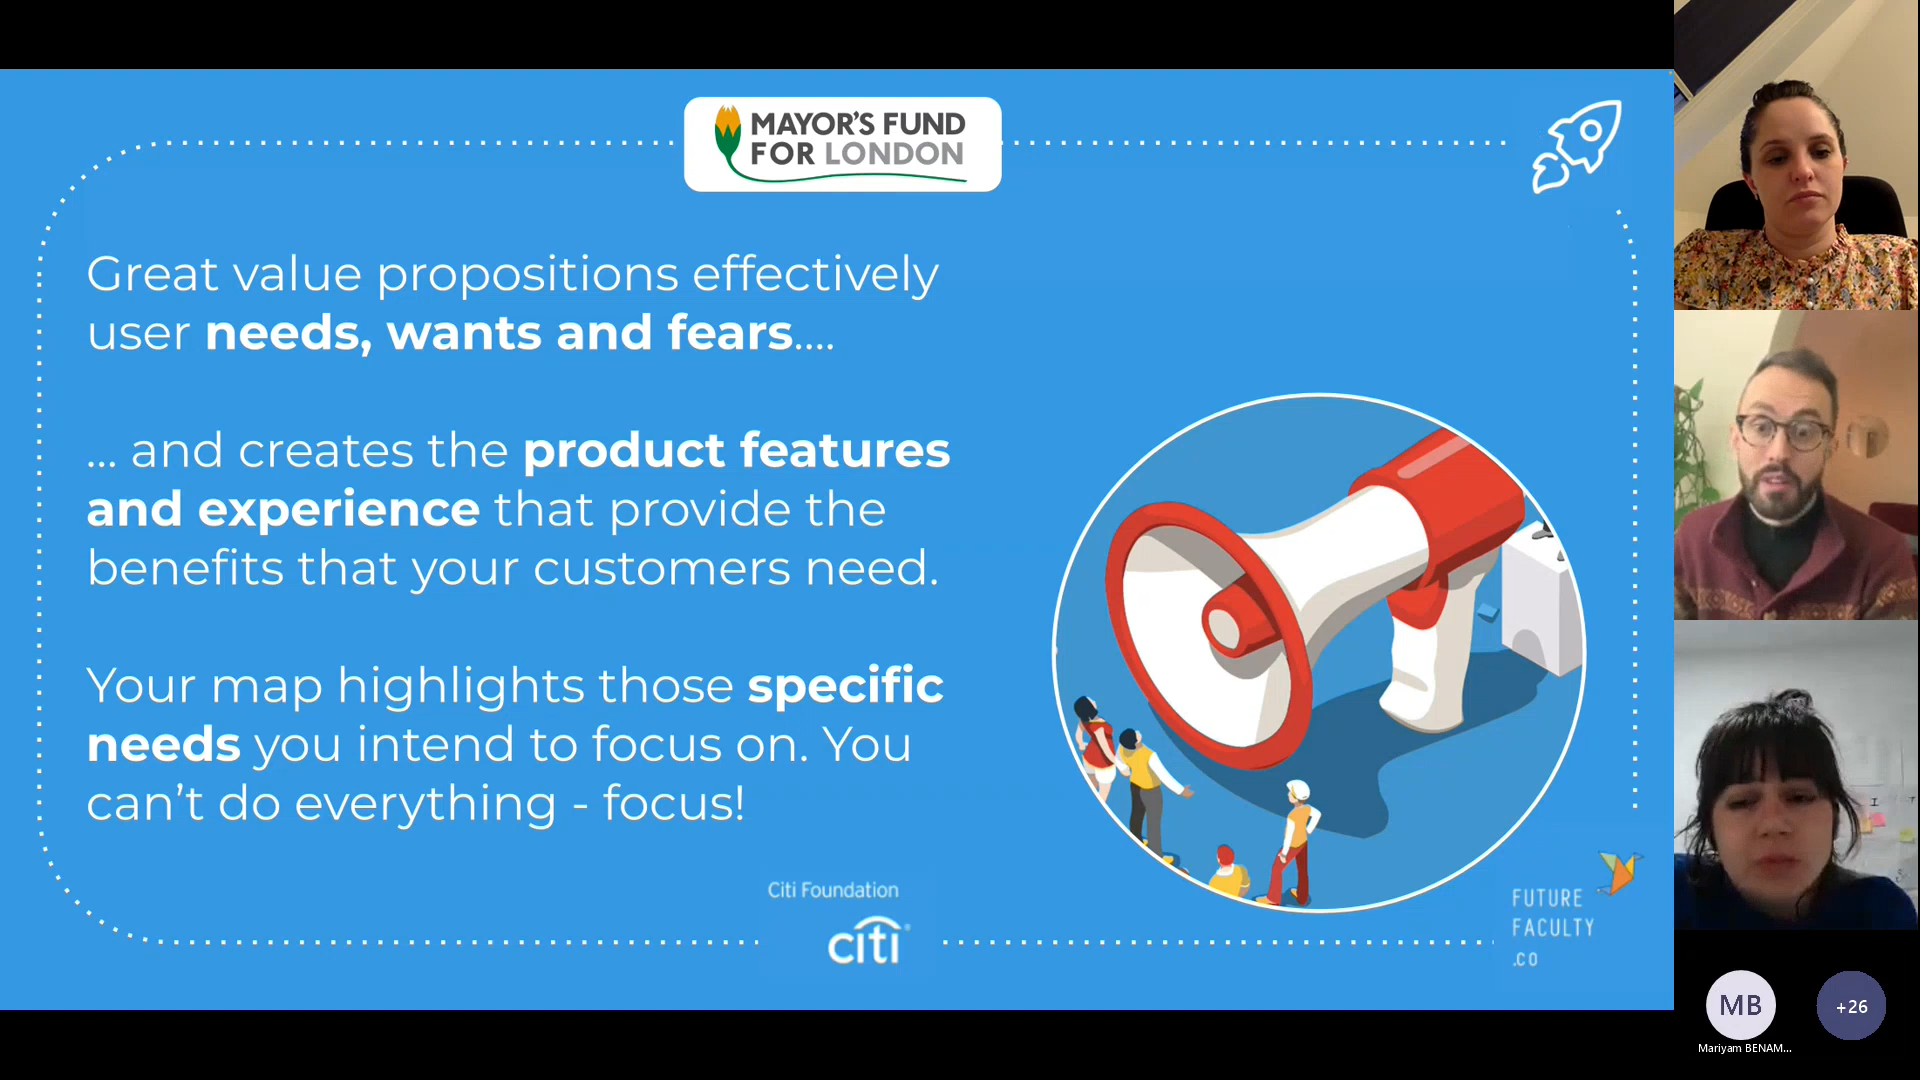 MAYOR'S FUND
FOR LONDON
Great value propositions effectively
user needs, wants and fears....
... and creates the product features
and experience that provide the
benefits that your customers need.
Your map highlights those specific
needs you intend to focus on. You
can't do everything - focus!
Citi Foundation
citi
FUTURE
FACULTY
.CO
MB
+26
Mariyam BENAM...